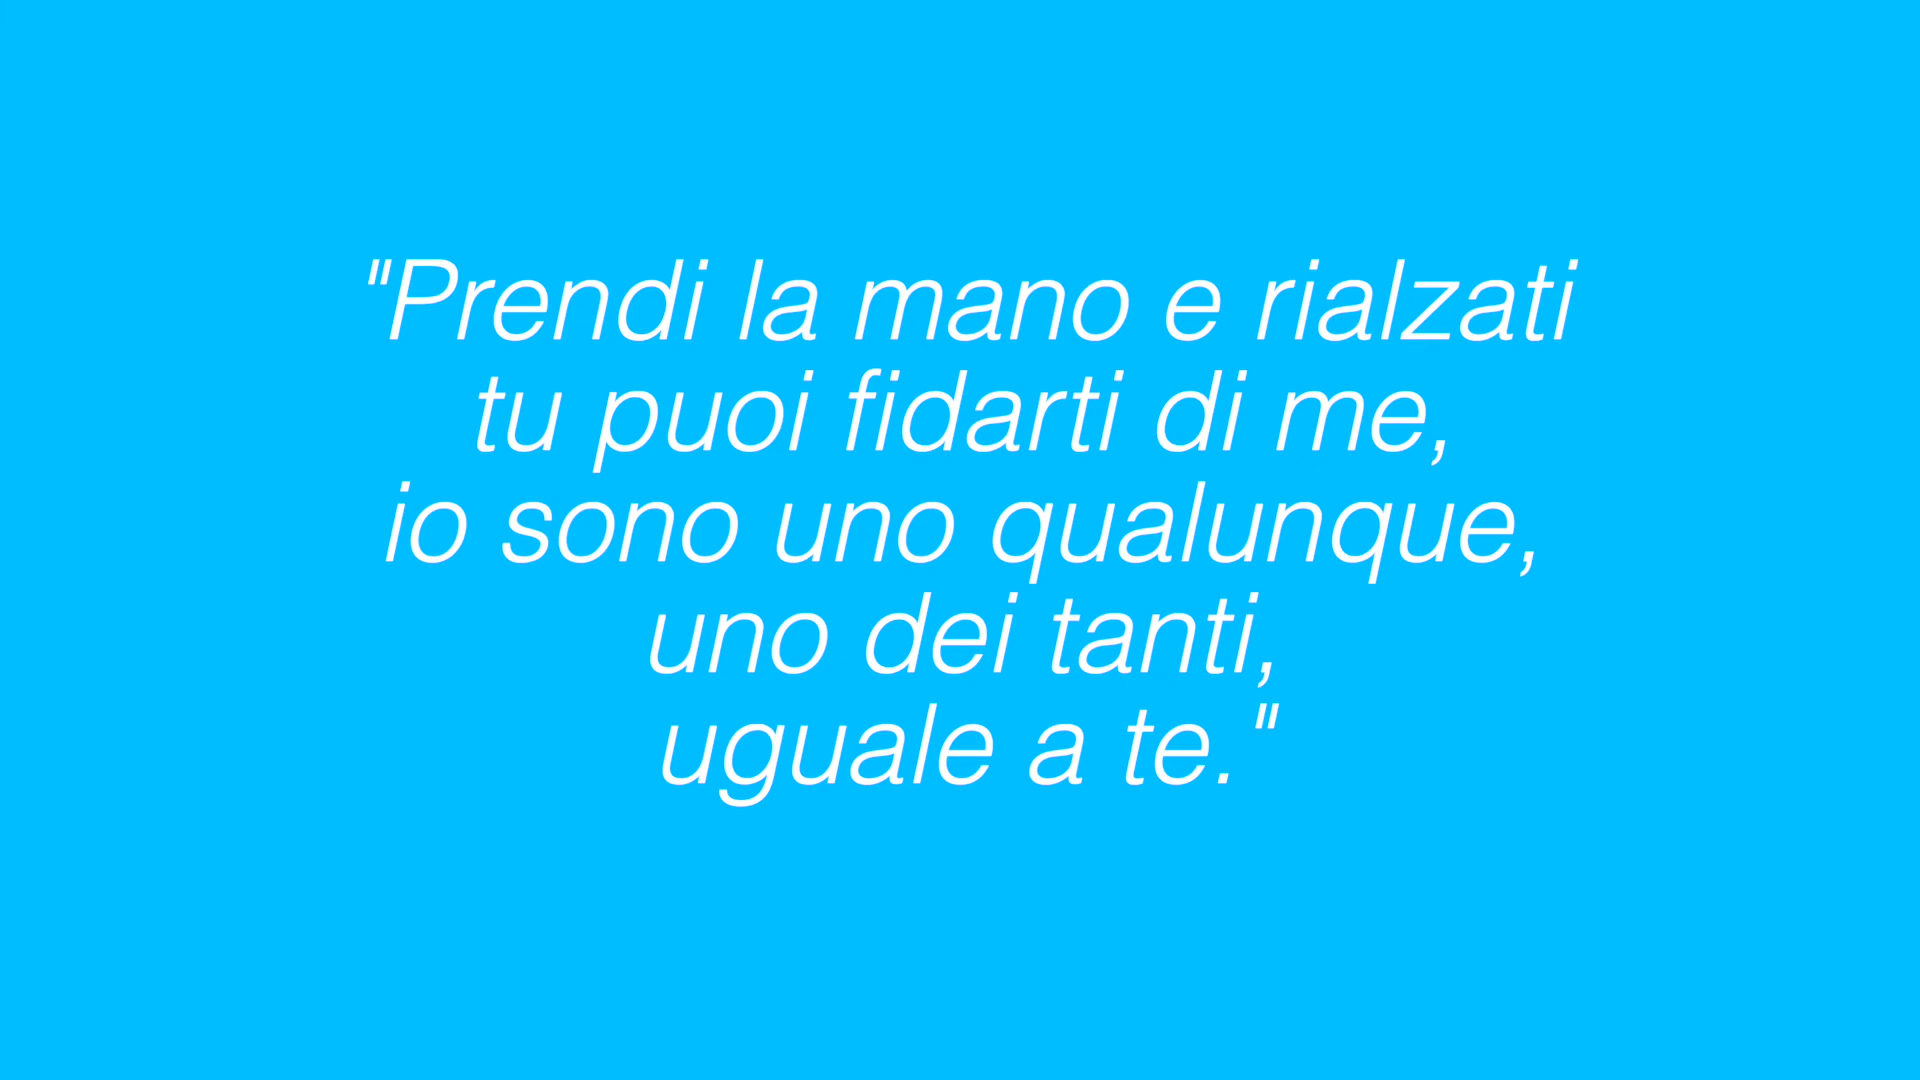 "Prendi la mano e rialzati
tu puoi fidarti di me,
io sono uno qualunque,
uno dei tanti,
uguale a te."